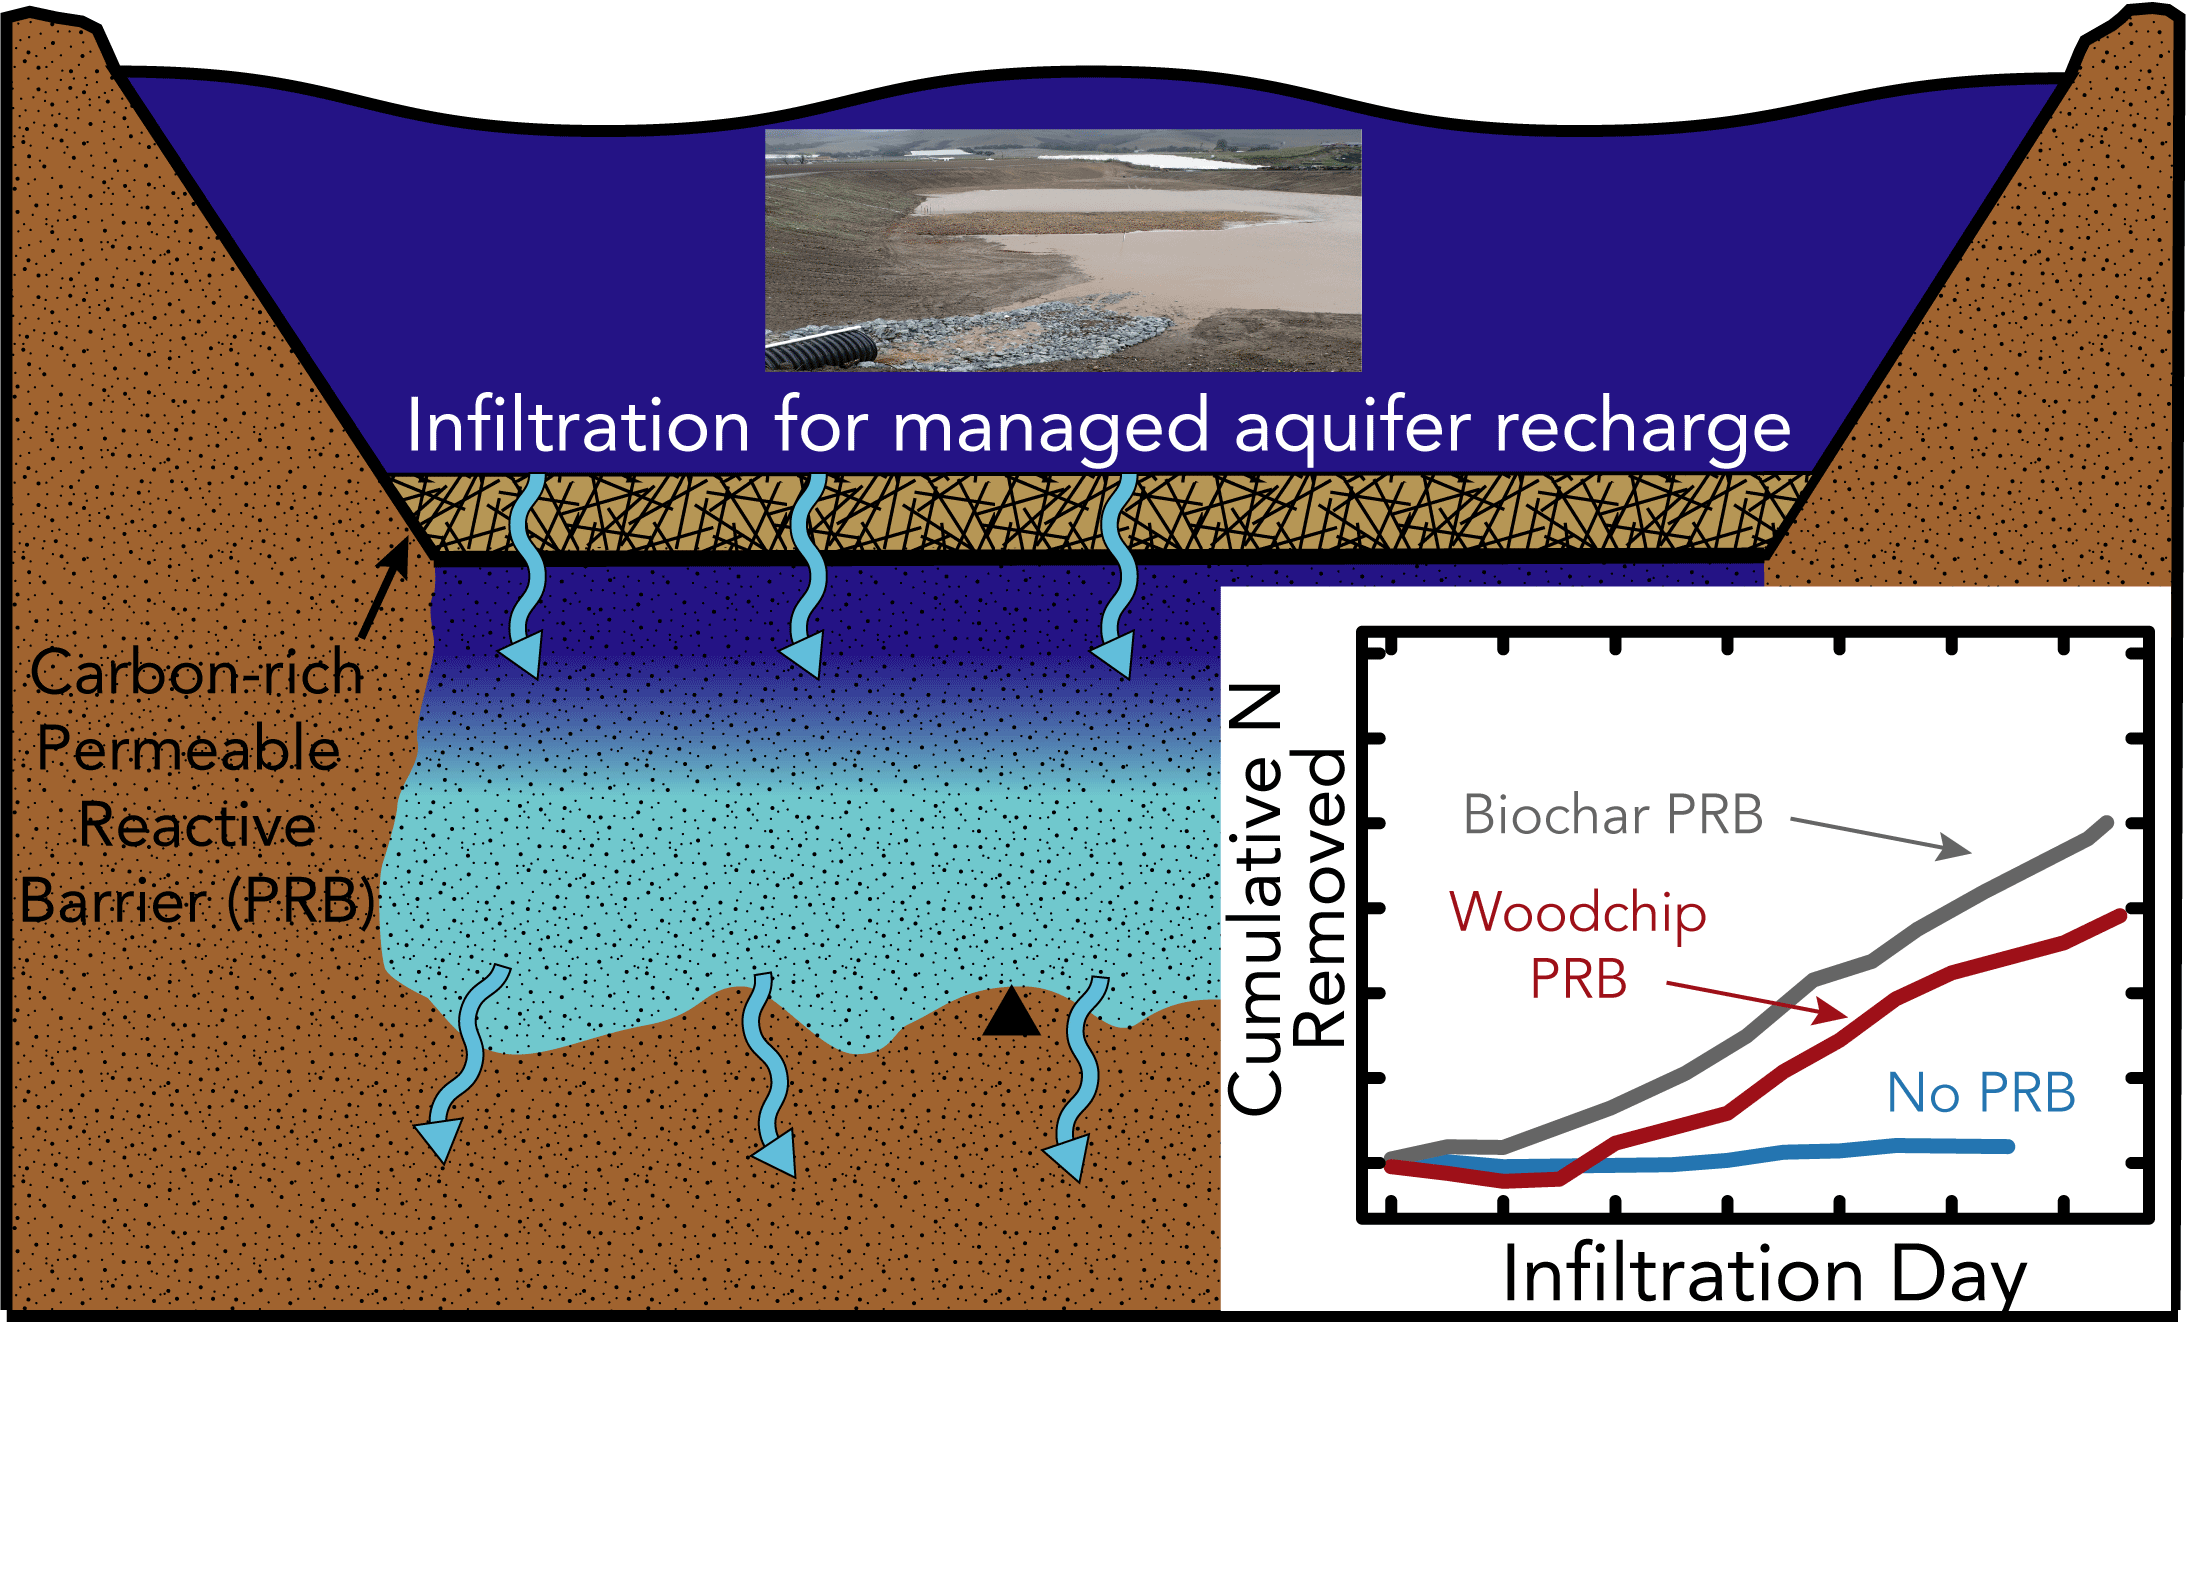 Infiltration for managed aquifer recharge
Carbon-rich
Permeable
Reactive
Barrier (PRB)
Cumulative N
Removed
Biochar PRB
Woodchip
PRB
No PRB
Infiltration Day